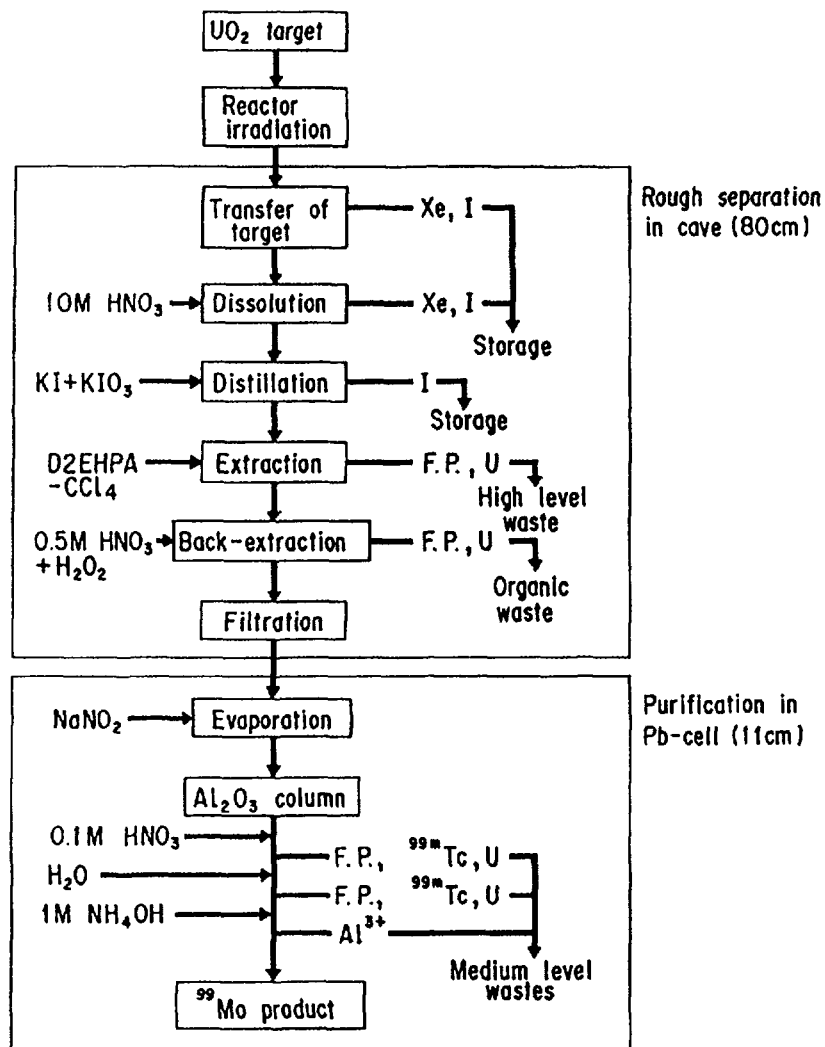 UO₂ target
Reactor
irradiation
Transfer of
target
Xe, I
Rough separation
in cave (80cm)
10M HNO₃
Dissolution
Xe, I
Storage
KI+KIO₃
Distillation
I
Storage
D2EHPA
-CCl₄
Extraction
F.P., U
High level
waste
0.5M HNO₃
+H₂O₂
Back-extraction
F.P., U
Organic
waste
Filtration
NaNO₂
Evaporation
Purification in
Pb-cell (11cm)
Al₂O₃ column
0.1M HNO₃
F.P., ⁹⁹ᵐTc, U
H₂O
F.P., ⁹⁹ᵐTc, U
1M NH₄OH
Al³⁺
Medium level
wastes
⁹⁹Mo product